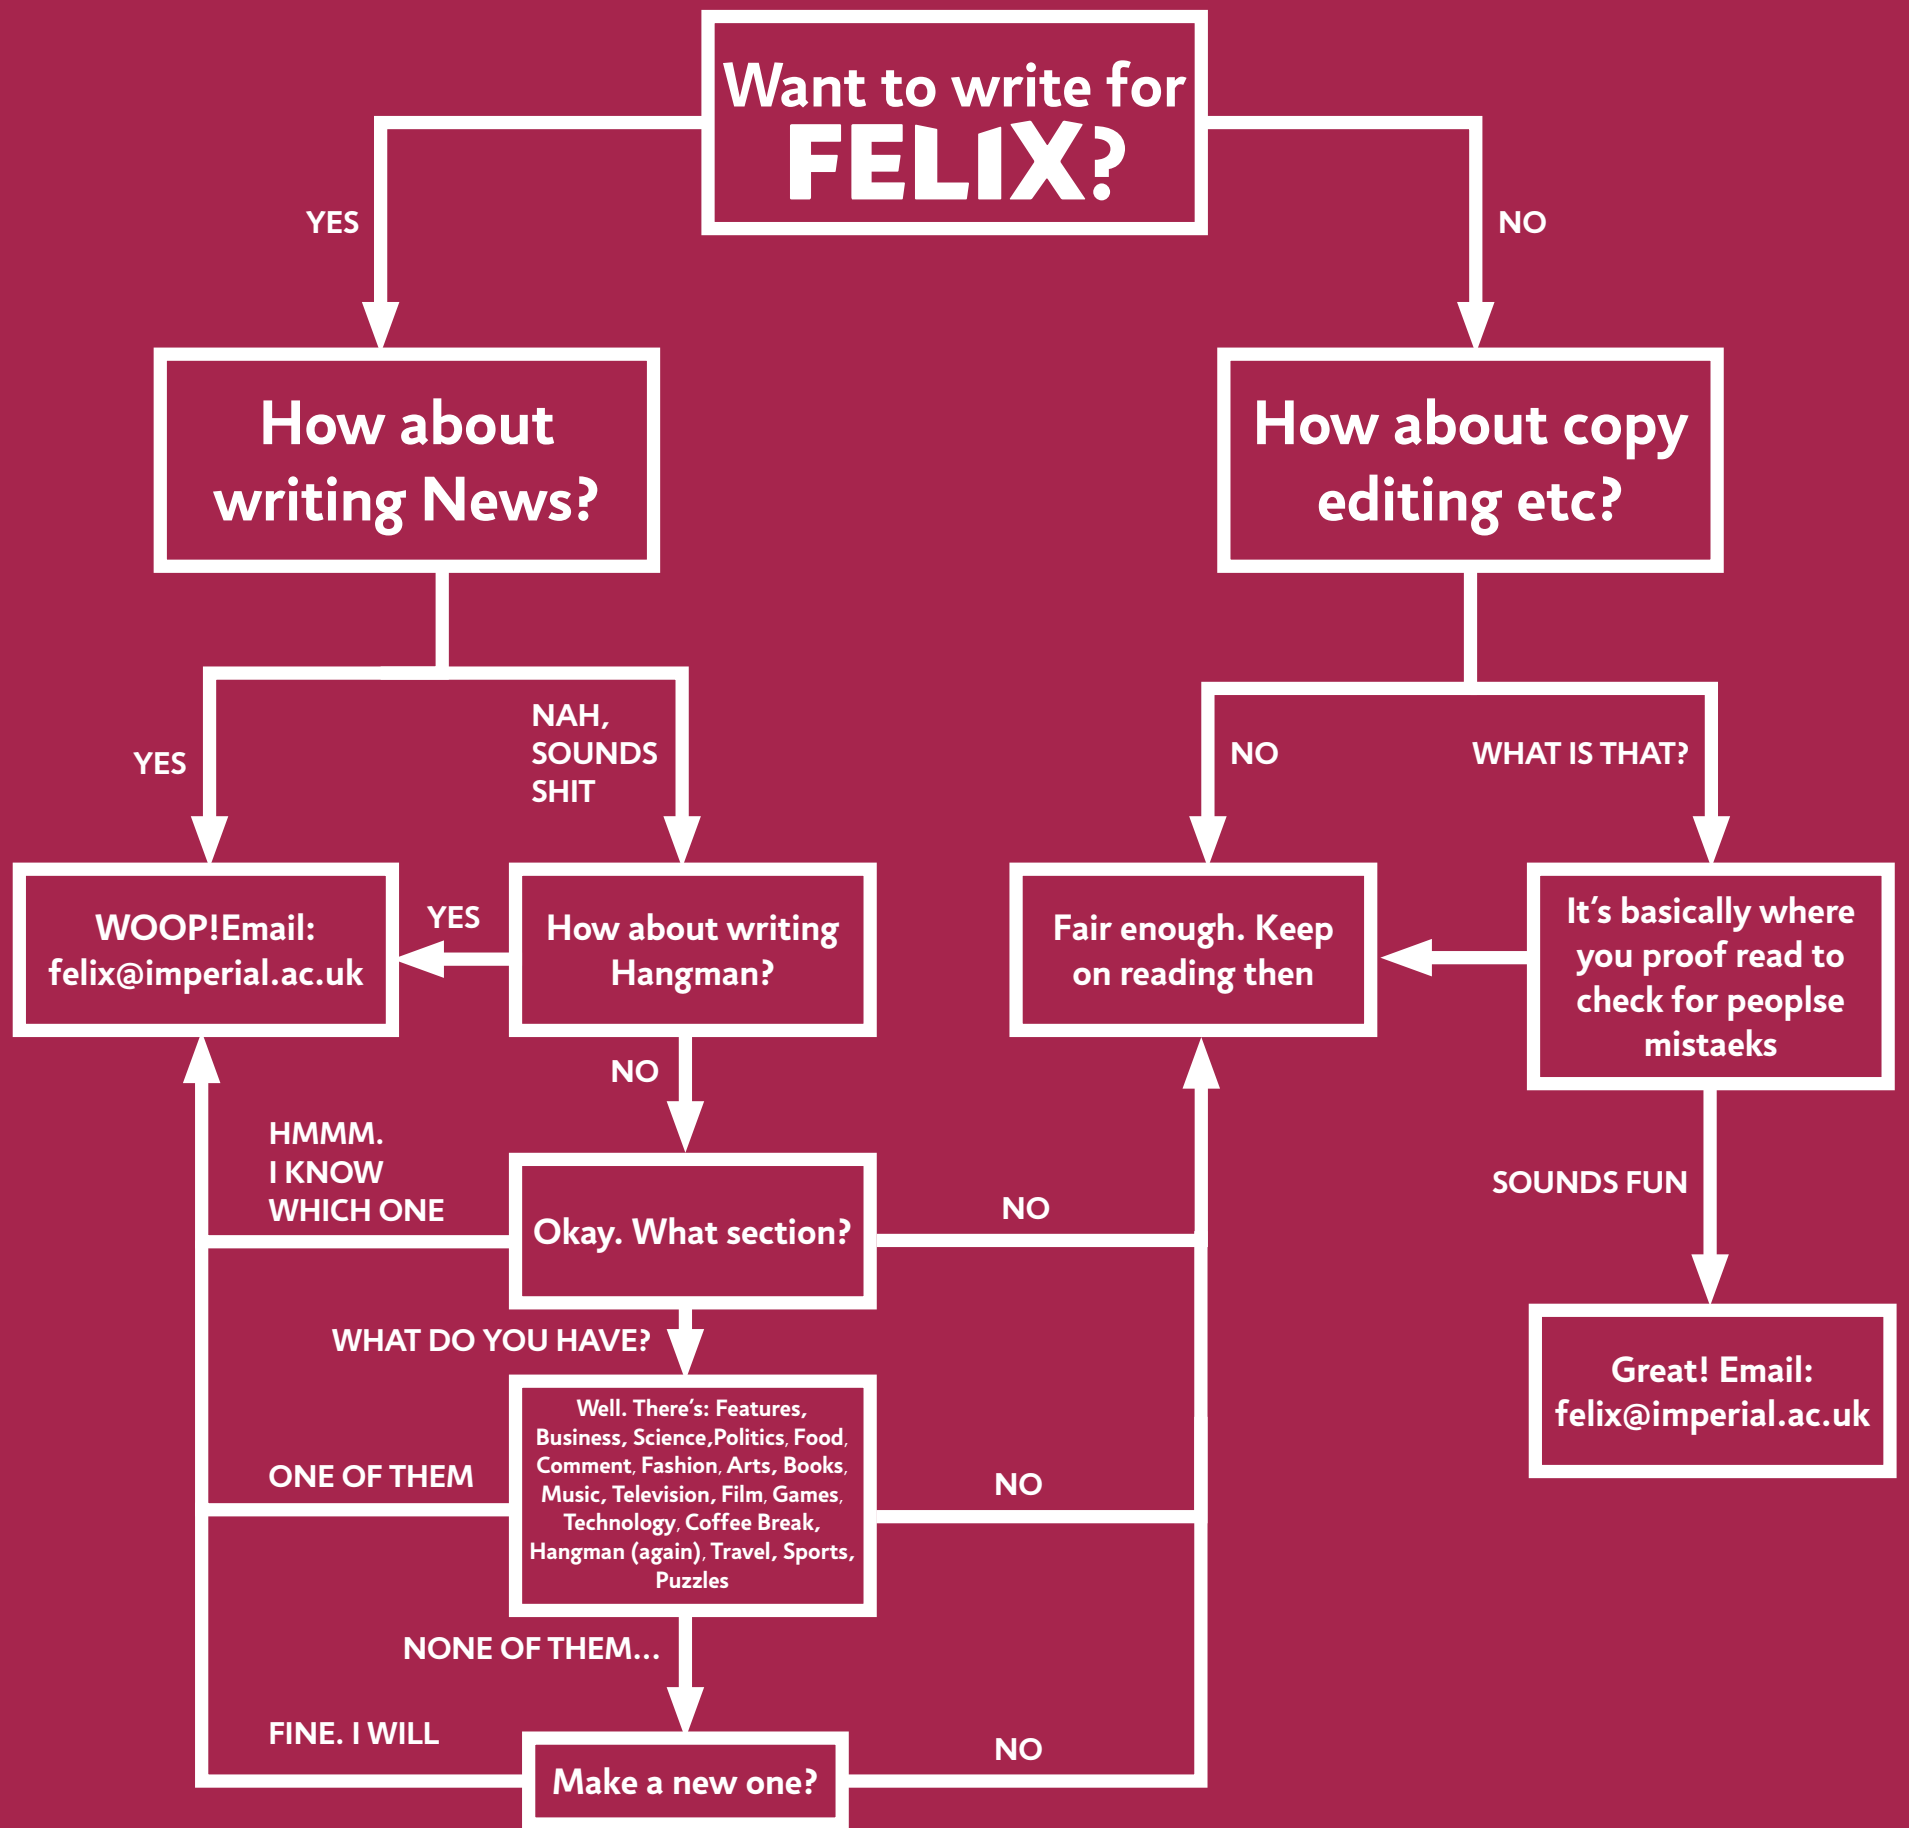 Want to write for
FELIX?
YES
NO
How about
writing News?
How about copy
editing etc?
YES
NAH,
SOUNDS
SHIT
NO
WHAT IS THAT?
WOOP!Email:
felix@imperial.ac.uk
YES
How about writing
Hangman?
Fair enough. Keep
on reading then
It's basically where
you proof read to
check for peoplse
mistaeks
NO
HMMM.
I KNOW
WHICH ONE
Okay. What section?
NO
SOUNDS FUN
WHAT DO YOU HAVE?
Great! Email:
felix@imperial.ac.uk
Well. There's: Features,
Business, Science,Politics, Food,
Comment, Fashion, Arts, Books,
Music, Television, Film, Games,
Technology, Coffee Break,
Hangman (again), Travel, Sports,
Puzzles
ONE OF THEM
NO
NONE OF THEM...
FINE. I WILL
Make a new one?
NO